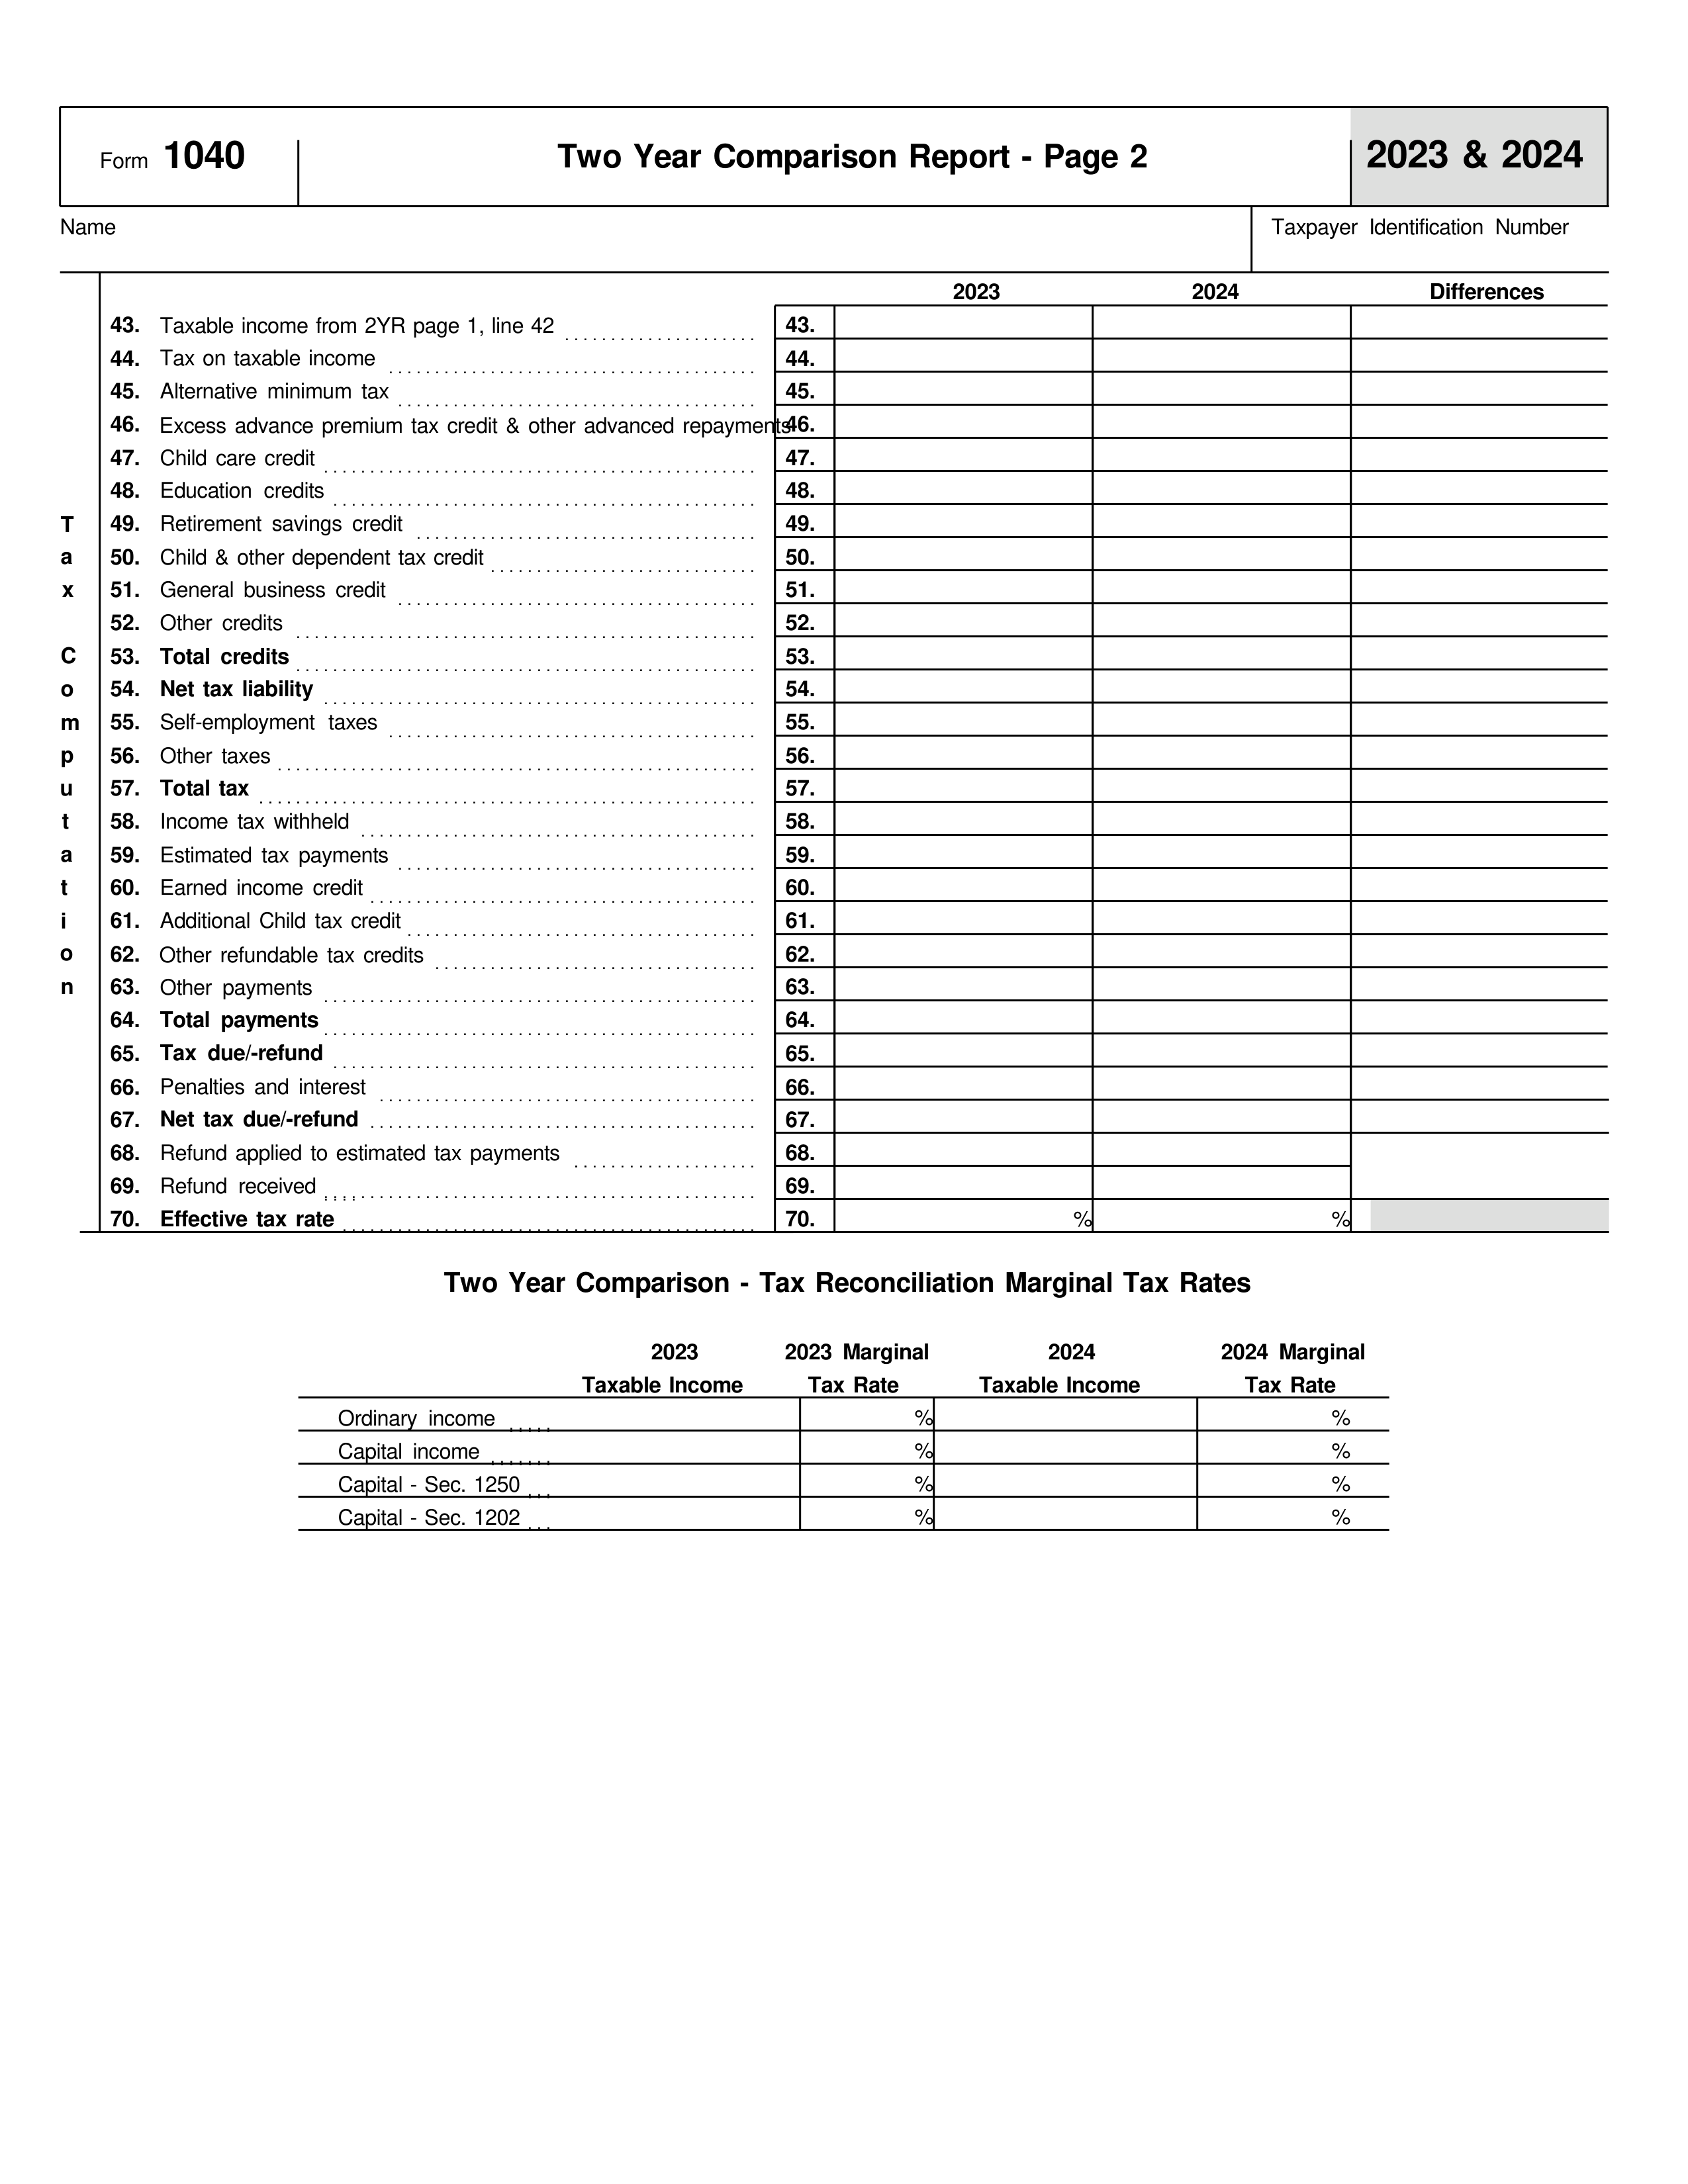 Form 1040 Two Year Comparison Report - Page 2 2023 & 2024
Name Taxpayer Identification Number
2023 2024 Differences
43. Taxable income from 2YR page 1, line 42 43.
44. Tax on taxable income 44.
45. Alternative minimum tax 45.
46. Excess advance premium tax credit & other advanced repayments 46.
47. Child care credit 47.
48. Education credits 48.
49. Retirement savings credit 49.
50. Child & other dependent tax credit 50.
51. General business credit 51.
52. Other credits 52.
53. Total credits 53.
54. Net tax liability 54.
55. Self-employment taxes 55.
56. Other taxes 56.
57. Total tax 57.
58. Income tax withheld 58.
59. Estimated tax payments 59.
60. Earned income credit 60.
61. Additional Child tax credit 61.
62. Other refundable tax credits 62.
63. Other payments 63.
64. Total payments 64.
65. Tax due/-refund 65.
66. Penalties and interest 66.
67. Net tax due/-refund 67.
68. Refund applied to estimated tax payments 68.
69. Refund received 69.
70. Effective tax rate 70. % %
Tax Computation
Two Year Comparison - Tax Reconciliation Marginal Tax Rates
2023 2023 Marginal 2024 2024 Marginal
Taxable Income Tax Rate Taxable Income Tax Rate
Ordinary income % %
Capital income % %
Capital - Sec. 1250 % %
Capital - Sec. 1202 % %